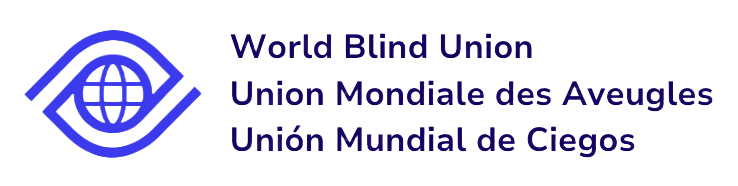 World Blind Union
Union Mondiale des Aveugles
Unión Mundial de Ciegos